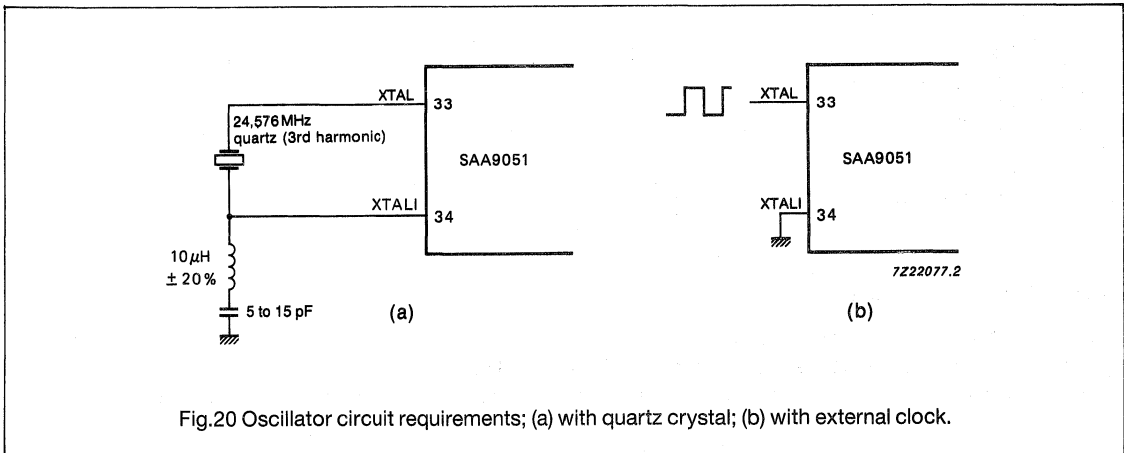 XTAL
33
24,576 MHz
quartz (3rd harmonic)
SAA9051
XTALI
34
10 µH
± 20%
5 to 15 pF
(a)
XTAL
33
SAA9051
XTALI
34
7Z22077.2
(b)
Fig.20 Oscillator circuit requirements; (a) with quartz crystal; (b) with external clock.